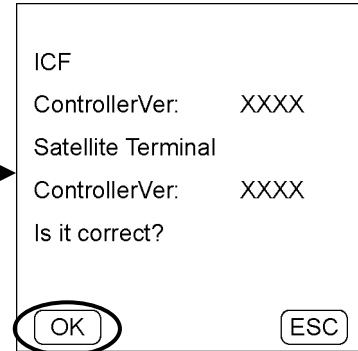 ICF
ControllerVer: XXXX
Satellite Terminal
ControllerVer: XXXX
Is it correct?
OK ESC